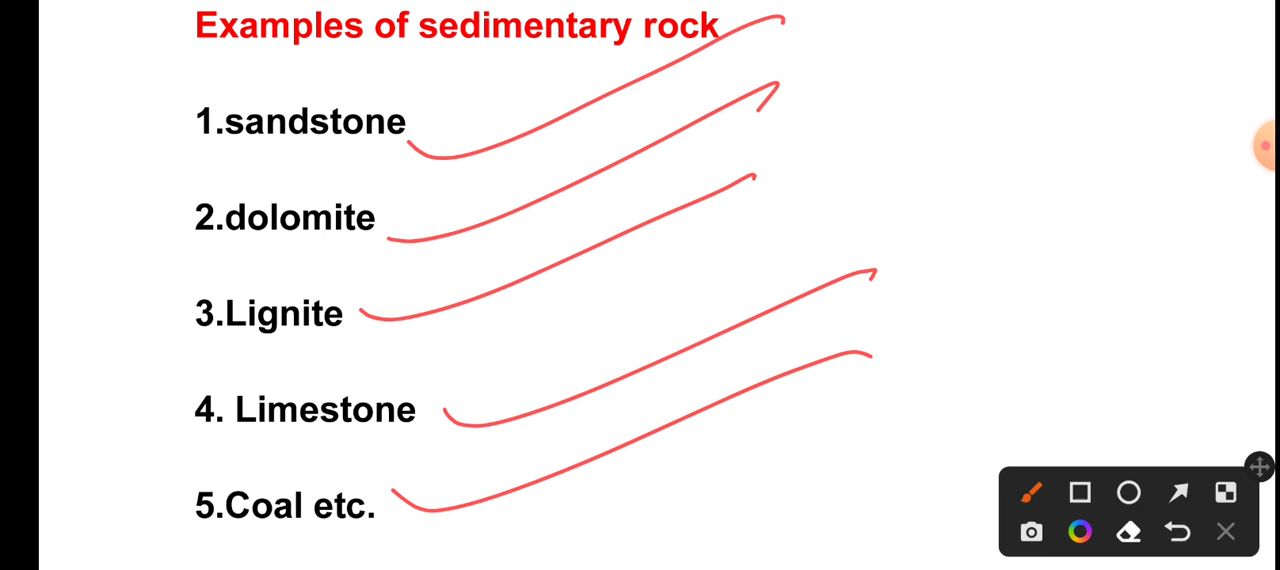 Examples of sedimentary rock
1.sandstone
2.dolomite
3.Lignite
4. Limestone
5.Coal etc.